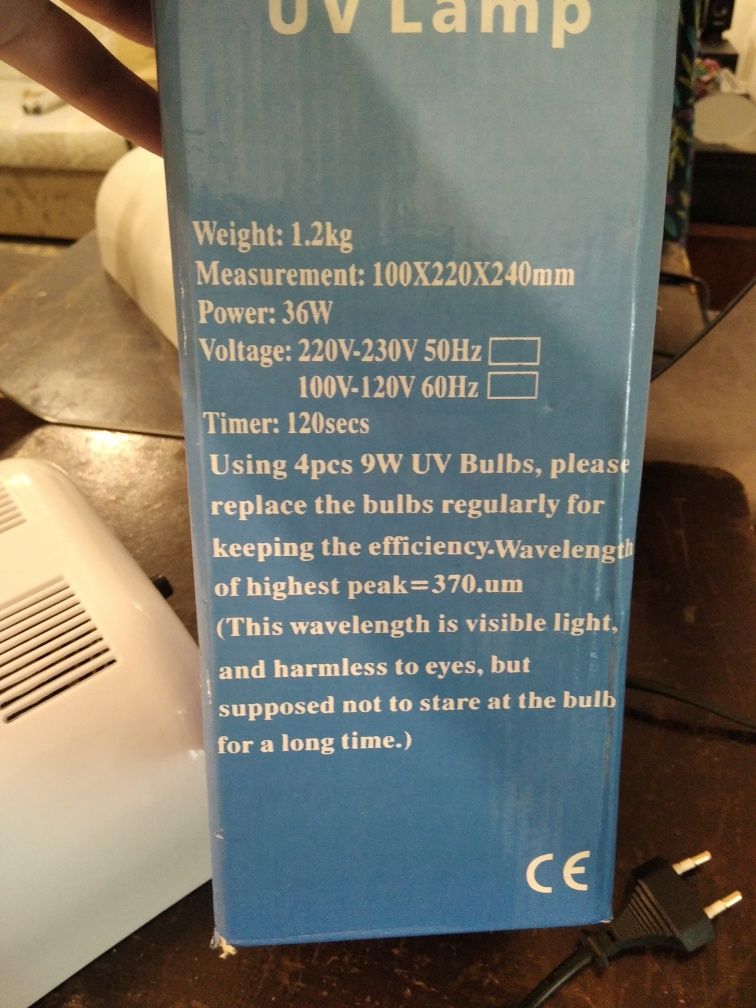 UV Lamp
Weight: 1.2kg
Measurement: 100X220X240mm
Power: 36W
Voltage: 220V-230V 50Hz
100V-120V 60Hz
Timer: 120secs
Using 4pcs 9W UV Bulbs, please
replace the bulbs regularly for
keeping the efficiency.Wavelength
of highest peak=370.um
(This wavelength is visible light,
and harmless to eyes, but
supposed not to stare at the bulb
for a long time.)
CE